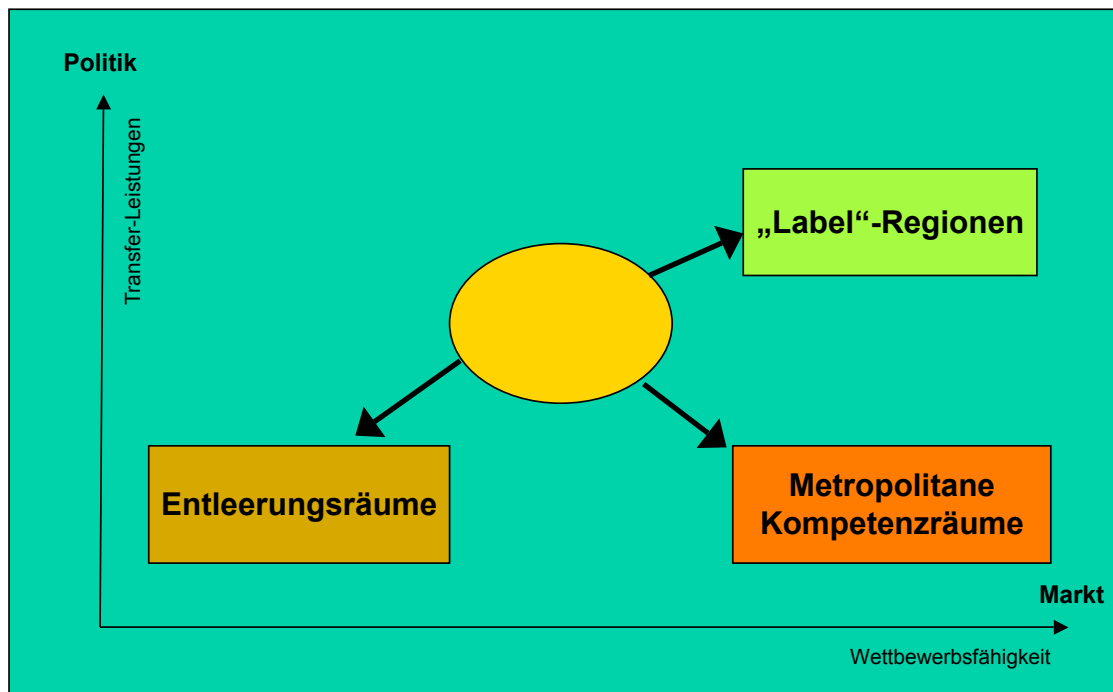 Politik
Transfer-Leistungen
„Label“-Regionen
Entleerungsräume
Metropolitane
Kompetenzräume
Markt
Wettbewerbsfähigkeit